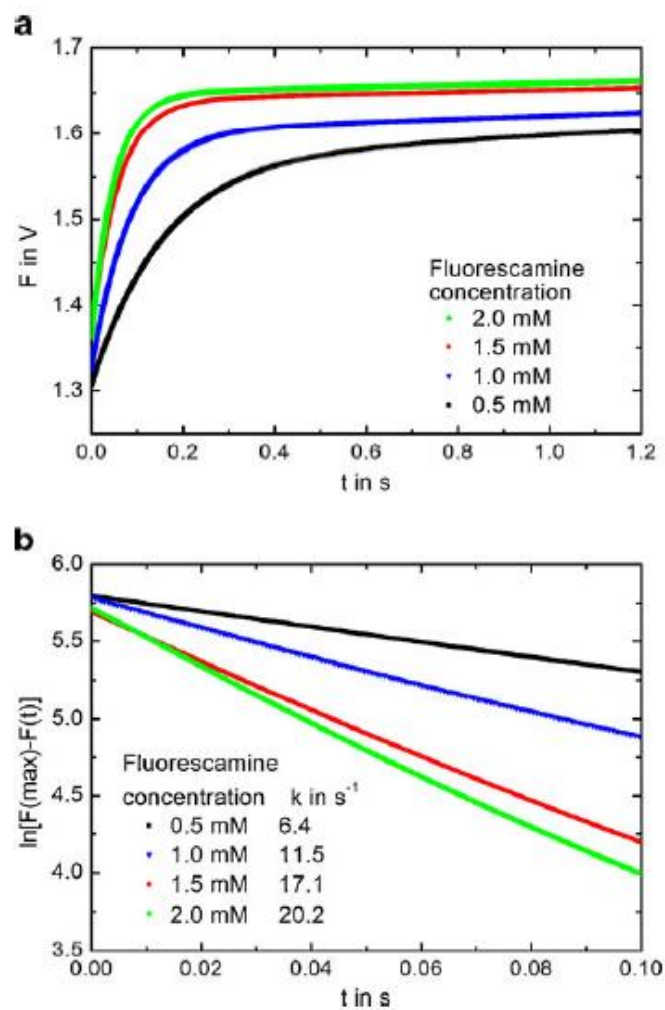 a
1.7
1.6
1.5
1.4
1.3
F in V
Fluorescamine
concentration
2.0 mM
1.5 mM
1.0 mM
0.5 mM
0.0 0.2 0.4 0.6 0.8 1.0 1.2
t in s
b
6.0
5.5
5.0
4.5
4.0
3.5
ln[F(max)-F(t)]
Fluorescamine
concentration k in s⁻¹
0.5 mM 6.4
1.0 mM 11.5
1.5 mM 17.1
2.0 mM 20.2
0.00 0.02 0.04 0.06 0.08 0.10
t in s